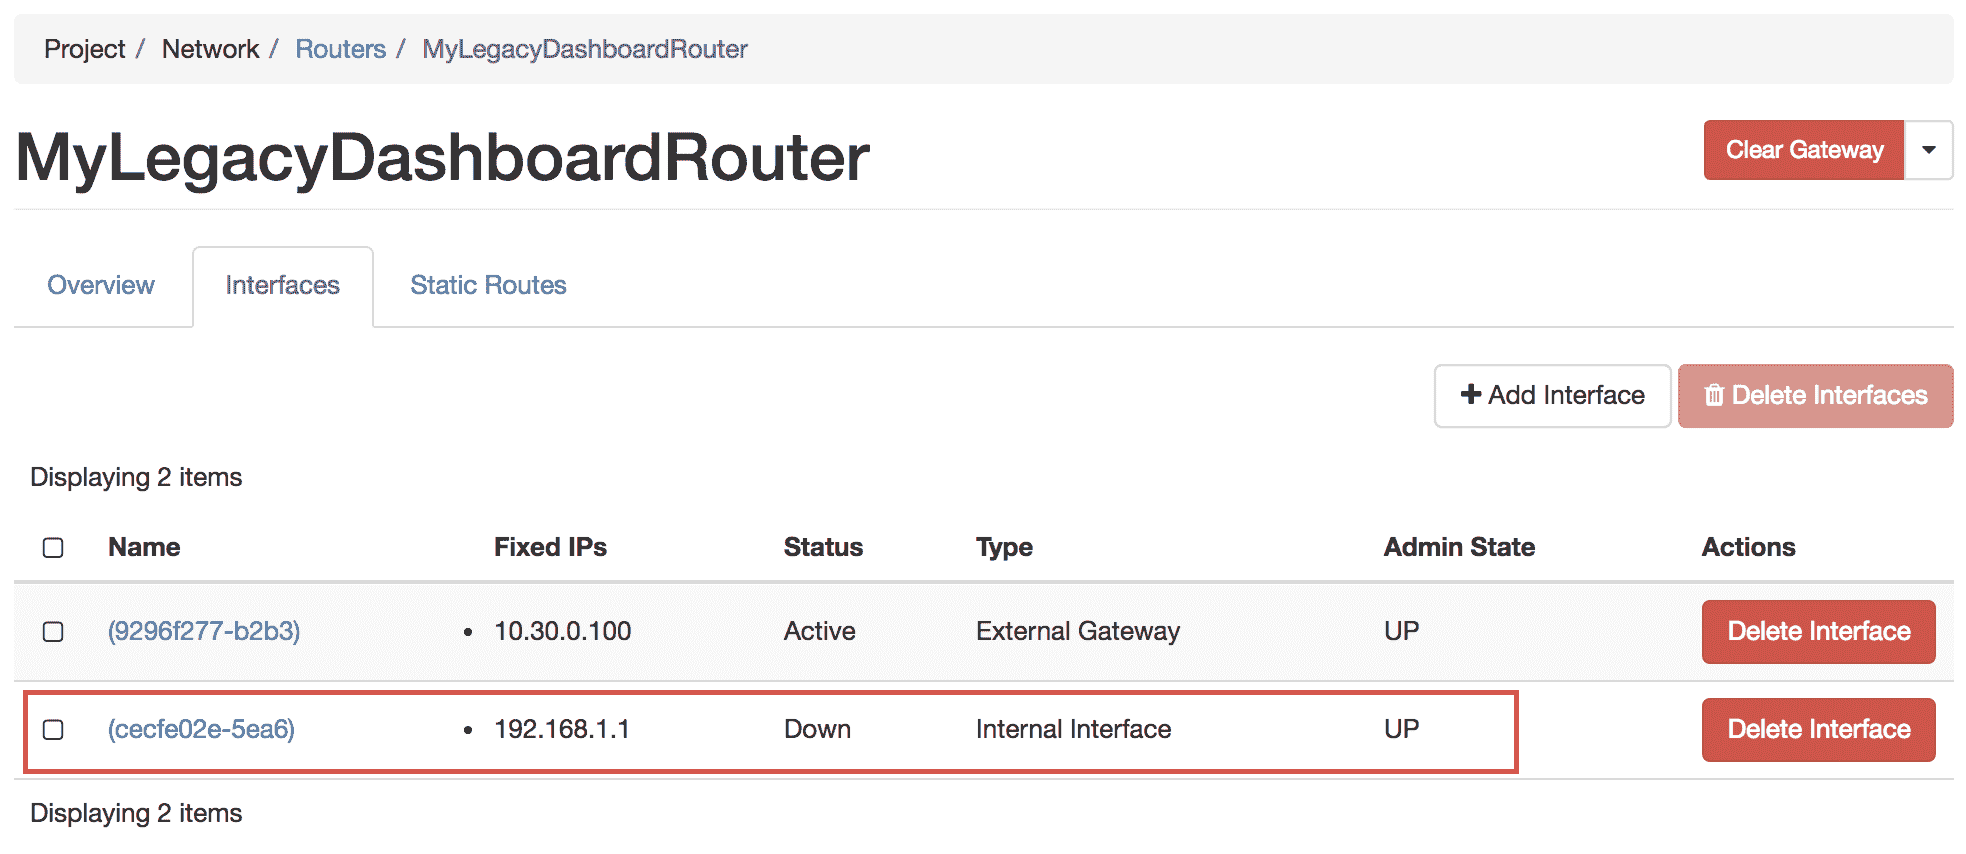 Project / Network / Routers / MyLegacyDashboardRouter
MyLegacyDashboardRouter
Clear Gateway
Overview Interfaces Static Routes
Add Interface Delete Interfaces
Displaying 2 items
Name Fixed IPs Status Type Admin State Actions
(9296f277-b2b3) • 10.30.0.100 Active External Gateway UP Delete Interface
(cecfe02e-5ea6) • 192.168.1.1 Down Internal Interface UP Delete Interface
Displaying 2 items